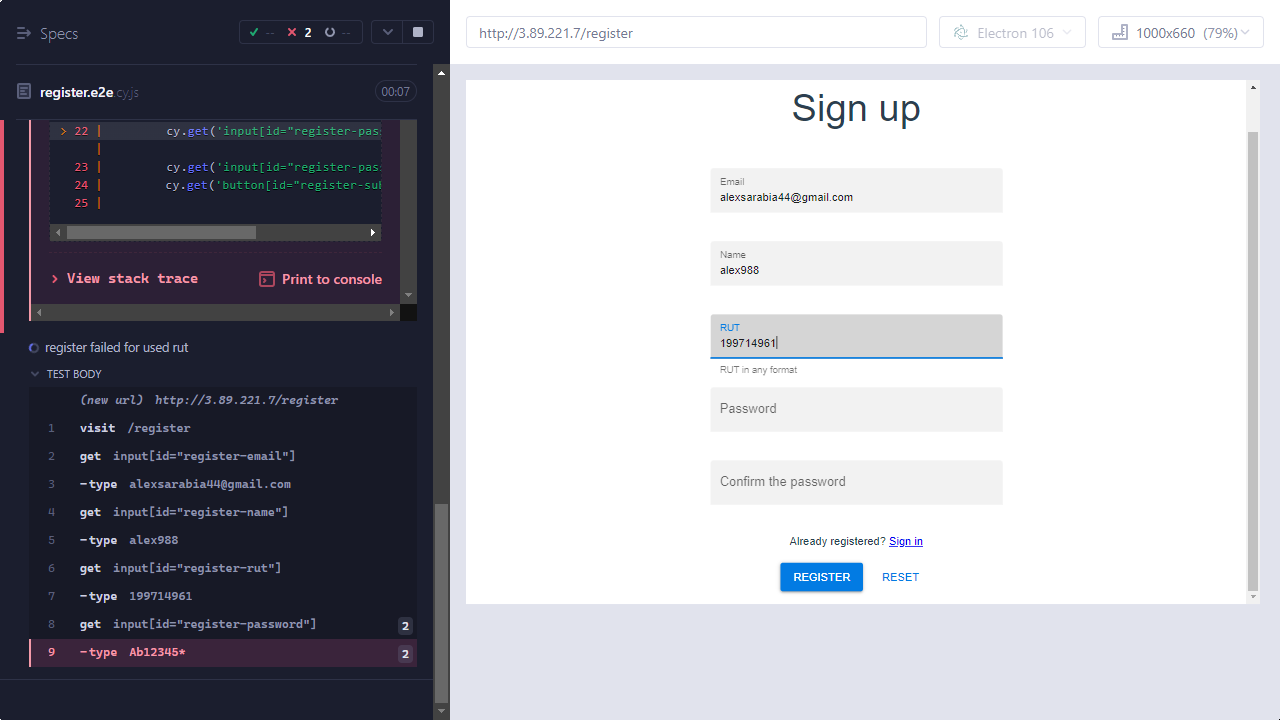 Specs
-- 2 --
register.e2e.cy.js
00:07
> 22 | cy.get('input[id="register-pas
|
23 | cy.get('input[id="register-pas
24 | cy.get('button[id="register-sub
25 |
View stack trace
Print to console
register failed for used rut
TEST BODY
(new url) http://3.89.221.7/register
1 visit /register
2 get input[id="register-email"]
3 -type alexsarabia44@gmail.com
4 get input[id="register-name"]
5 -type alex988
6 get input[id="register-rut"]
7 -type 199714961
8 get input[id="register-password"] 2
9 -type Ab12345* 2
http://3.89.221.7/register
Electron 106
1000x660 (79%)
Sign up
Email
alexsarabia44@gmail.com
Name
alex988
RUT
199714961
RUT in any format
Password
Confirm the password
Already registered? Sign in
REGISTER
RESET